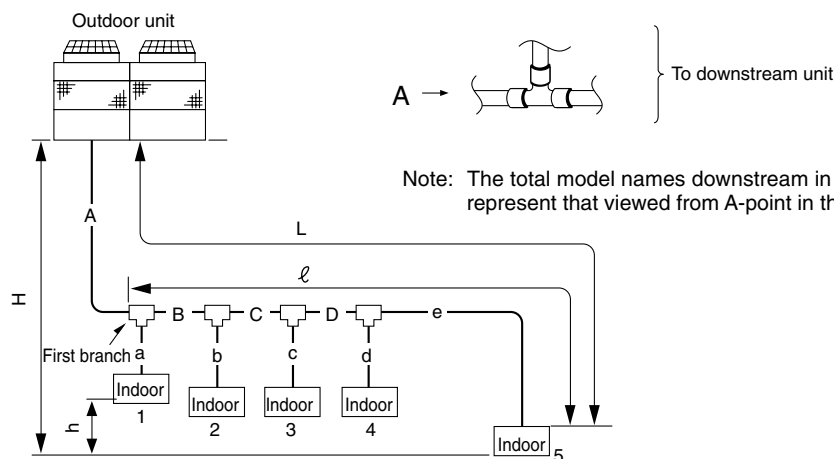 Outdoor unit
A
To downstream unit
Note: The total model names downstream in
represent that viewed from A-point in th
A
L
H
ℓ
B
C
D
e
First branch
a
b
c
d
Indoor
1
Indoor
2
Indoor
3
Indoor
4
h
Indoor
5